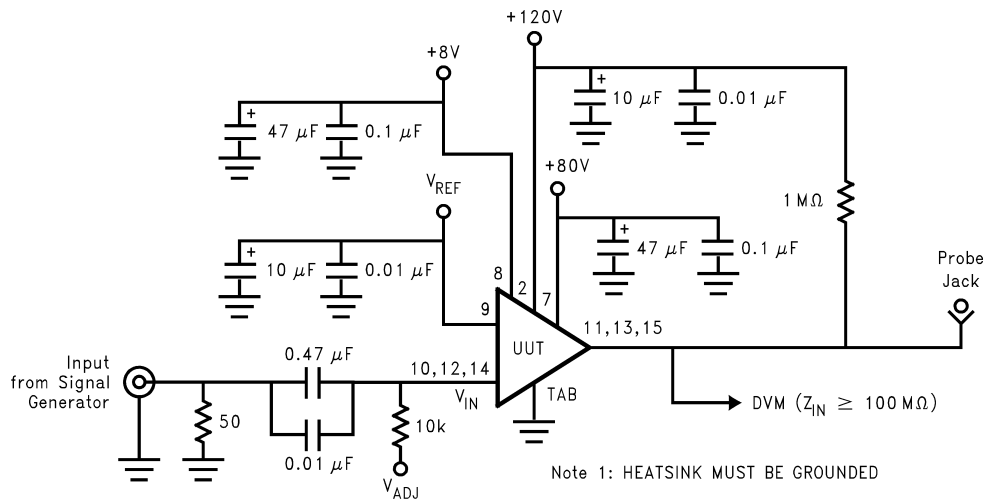 +120V
+8V
+
47 μF
0.1 μF
+
10 μF
0.01 μF
+80V
VREF
1 MΩ
+
47 μF
0.1 μF
+
10 μF
0.01 μF
8
2
7
9
Probe
Jack
11,13,15
UUT
Input
from Signal
Generator
0.47 μF
10,12,14
VIN
TAB
DVM (ZIN ≥ 100 MΩ)
50
10k
0.01 μF
VADJ
Note 1: HEATSINK MUST BE GROUNDED